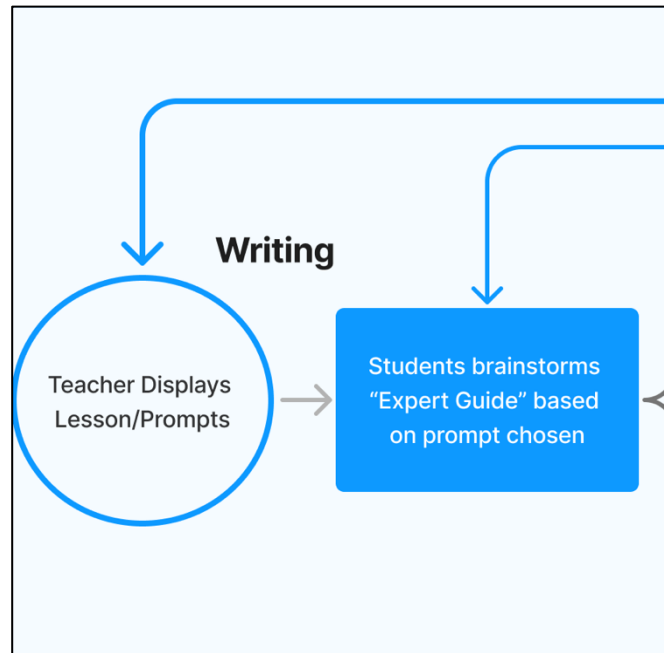 Writing
Teacher Displays
Lesson/Prompts
Students brainstorms
“Expert Guide” based
on prompt chosen